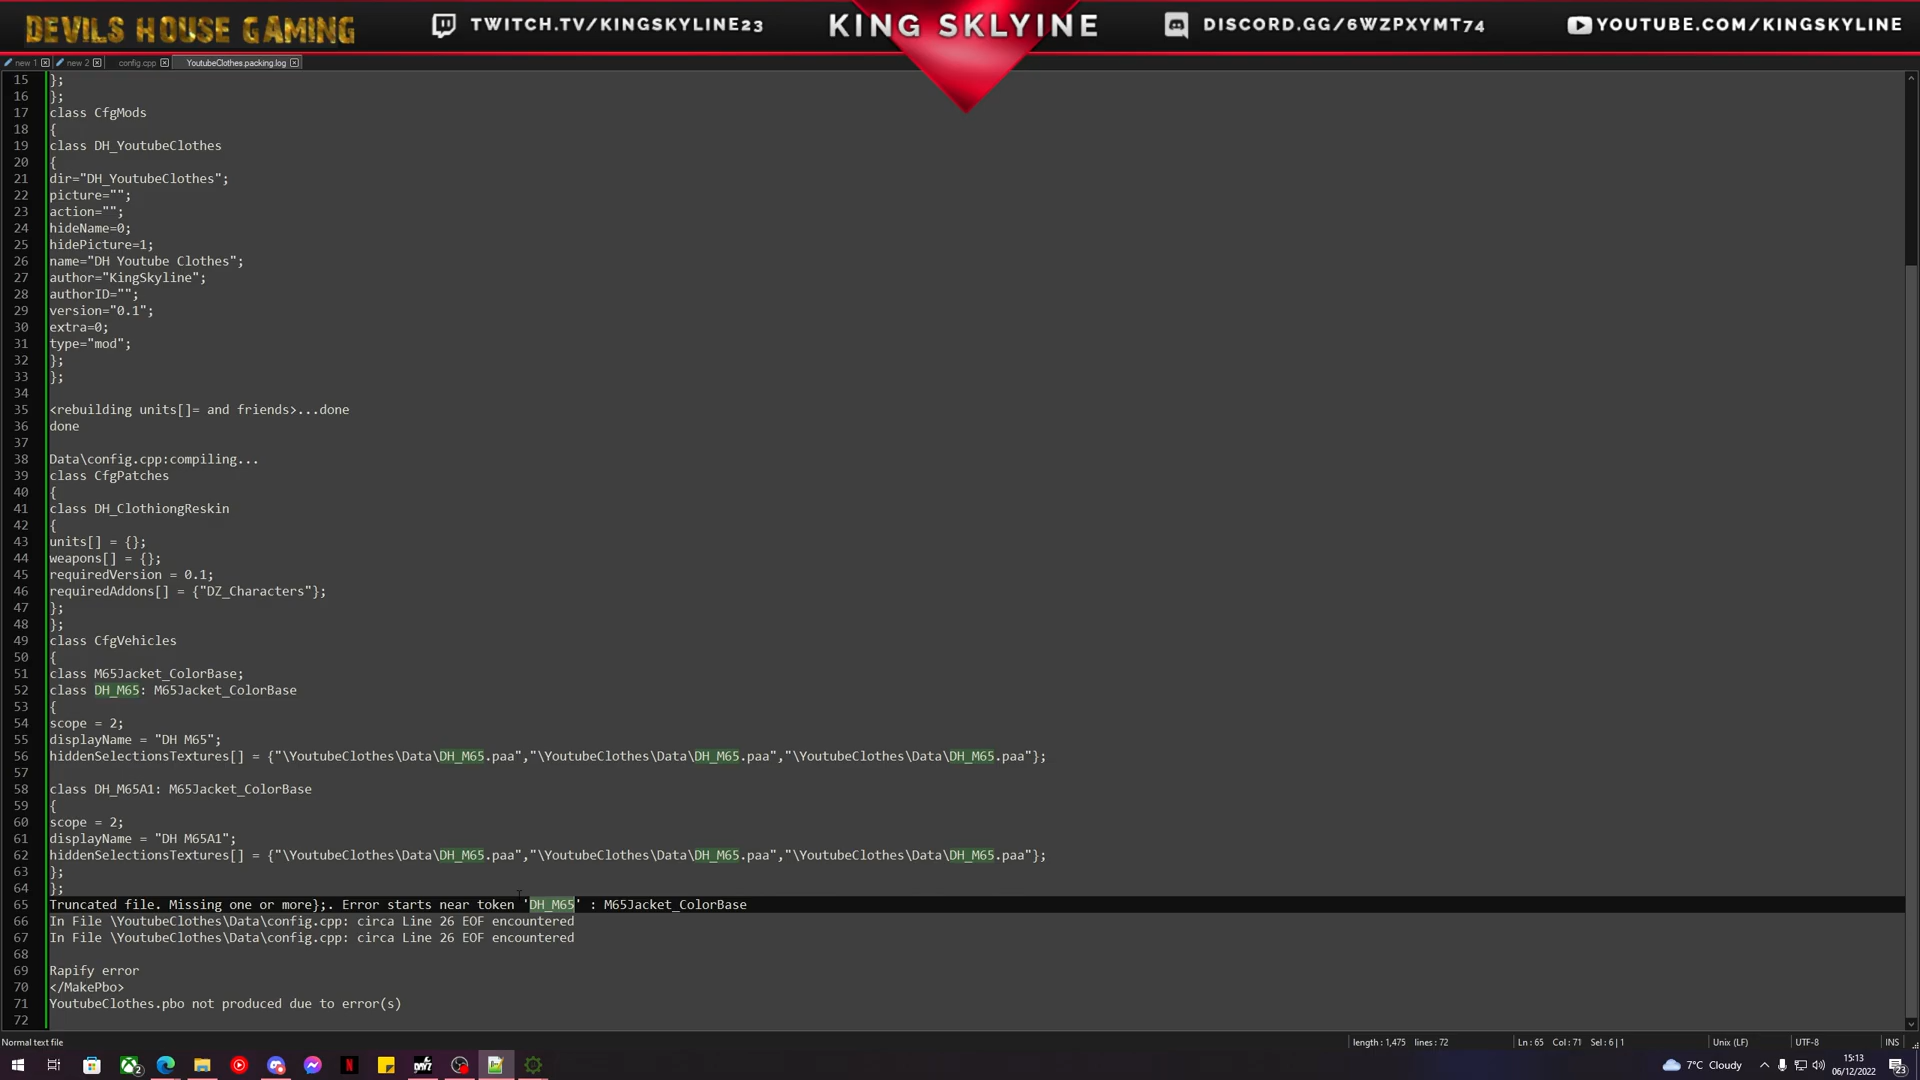 DEVILS HOUSE GAMING
TWITCH.TV/KINGSKYLINE23
KING SKLYINE
DISCORD.GG/6WZPXYMT74
YOUTUBE.COM/KINGSKYLINE
new 1
new 2
config.cpp
YoutubeClothes.packing.log
15 };
16 };
17 class CfgMods
18 {
19 class DH_YoutubeClothes
20 {
21 dir="DH_YoutubeClothes";
22 picture="";
23 action="";
24 hideName=0;
25 hidePicture=1;
26 name="DH Youtube Clothes";
27 author="KingSkyline";
28 authorID="";
29 version="0.1";
30 extra=0;
31 type="mod";
32 };
33 };
34
35 <rebuilding units[]= and friends>...done
36 done
37
38 Data\config.cpp:compiling...
39 class CfgPatches
40 {
41 class DH_ClothiongReskin
42 {
43 units[] = {};
44 weapons[] = {};
45 requiredVersion = 0.1;
46 requiredAddons[] = {"DZ_Characters"};
47 };
48 };
49 class CfgVehicles
50 {
51 class M65Jacket_ColorBase;
52 class DH_M65: M65Jacket_ColorBase
53 {
54 scope = 2;
55 displayName = "DH M65";
56 hiddenSelectionsTextures[] = {"\YoutubeClothes\Data\DH_M65.paa","\YoutubeClothes\Data\DH_M65.paa","\YoutubeClothes\Data\DH_M65.paa"};
57
58 class DH_M65A1: M65Jacket_ColorBase
59 {
60 scope = 2;
61 displayName = "DH M65A1";
62 hiddenSelectionsTextures[] = {"\YoutubeClothes\Data\DH_M65.paa","\YoutubeClothes\Data\DH_M65.paa","\YoutubeClothes\Data\DH_M65.paa"};
63 };
64 };
65 Truncated file. Missing one or more};. Error starts near token 'DH_M65' : M65Jacket_ColorBase
66 In File \YoutubeClothes\Data\config.cpp: circa Line 26 EOF encountered
67 In File \YoutubeClothes\Data\config.cpp: circa Line 26 EOF encountered
68
69 Rapify error
70 </MakePbo>
71 YoutubeClothes.pbo not produced due to error(s)
72
Normal text file
length : 1,475 lines : 72
Ln : 65 Col : 71 Sel : 6 | 1
Unix (LF)
UTF-8
INS
7°C Cloudy
15:13
06/12/2022
23